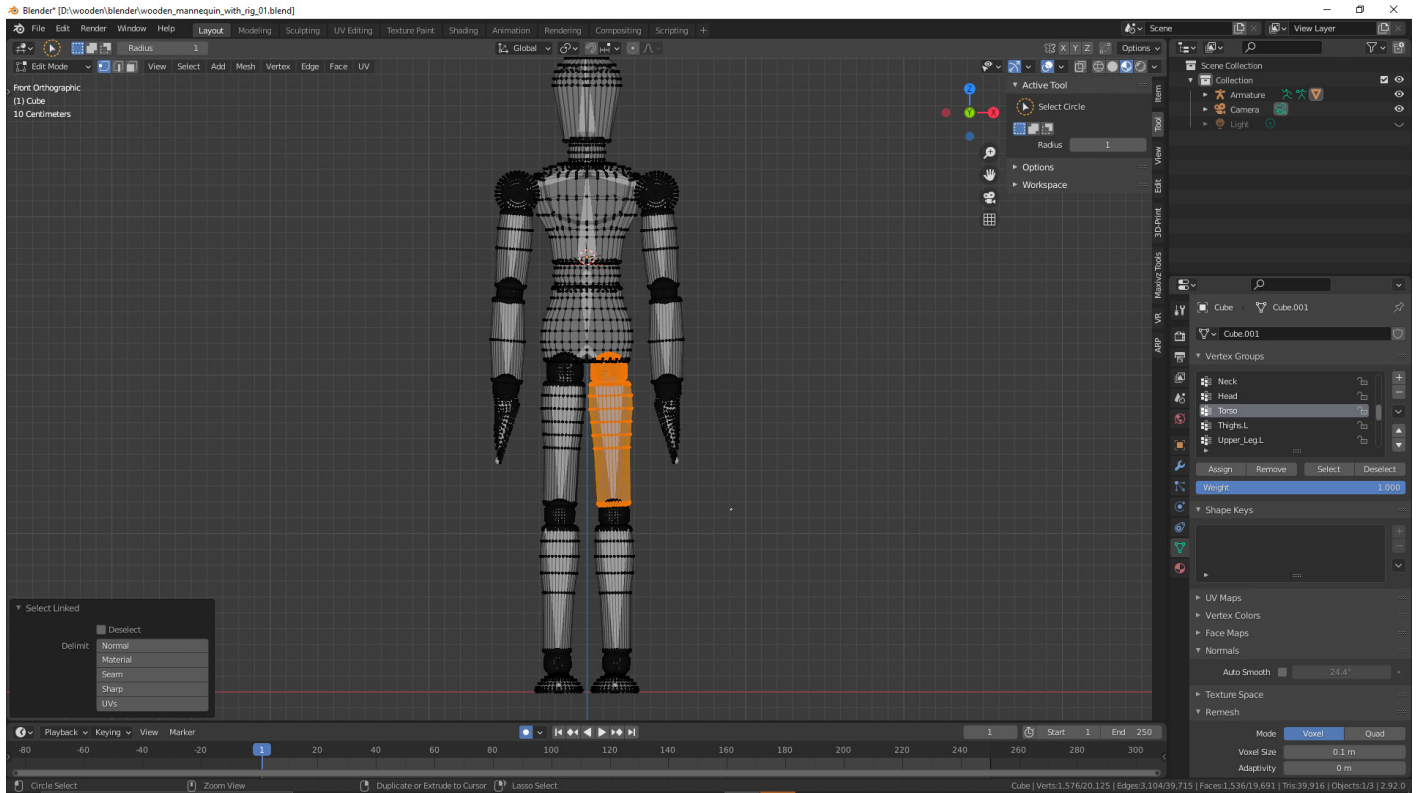 Blender* [D:\wooden\blender\wooden_mannequin_with_rig_01.blend]
File Edit Render Window Help Layout Modeling Sculpting UV Editing Texture Paint Shading Animation Rendering Compositing Scripting + Scene View Layer
Radius 1 Global X Y Z Options
Edit Mode View Select Add Mesh Vertex Edge Face UV
Front Orthographic
(1) Cube
10 Centimeters
Z
Y
X
Active Tool
Select Circle
Radius 1
Options
Workspace
Item
Tool
View
Edit
3D-Print
Maxivz Tools
VR
ARP
Scene Collection
Collection
Armature
Camera
Light
Cube Cube.001
Cube.001
Vertex Groups
Neck
Head
Torso
Thighs.L
Upper_Leg.L
Assign Remove Select Deselect
Weight 1.000
Shape Keys
UV Maps
Vertex Colors
Face Maps
Normals
Auto Smooth 24.4°
Texture Space
Remesh
Mode Voxel Quad
Voxel Size 0.1 m
Adaptivity 0 m
Select Linked
Deselect
Delimit Normal
Material
Seam
Sharp
UVs
Playback Keying View Marker 1 Start 1 End 250
-80 -60 -40 -20 1 20 40 60 80 100 120 140 160 180 200 220 240 260 280 300
Circle Select Zoom View Duplicate or Extrude to Cursor Lasso Select Cube | Verts:1,576/20,125 | Edges:3,104/39,715 | Faces:1,536/19,691 | Tris:39,916 | Objects:1/3 | 2.92.0